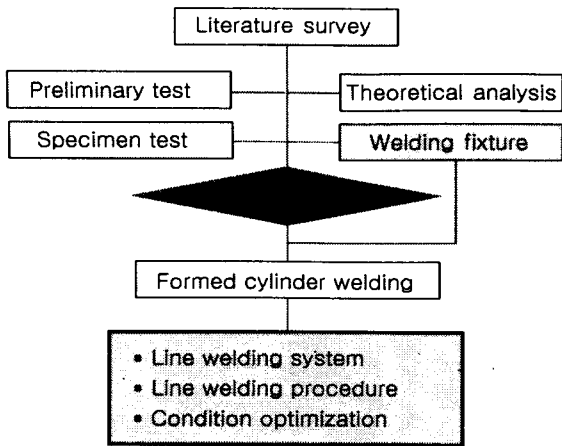 Literature survey
Preliminary test
Theoretical analysis
Specimen test
Welding fixture
Formed cylinder welding
• Line welding system
• Line welding procedure
• Condition optimization